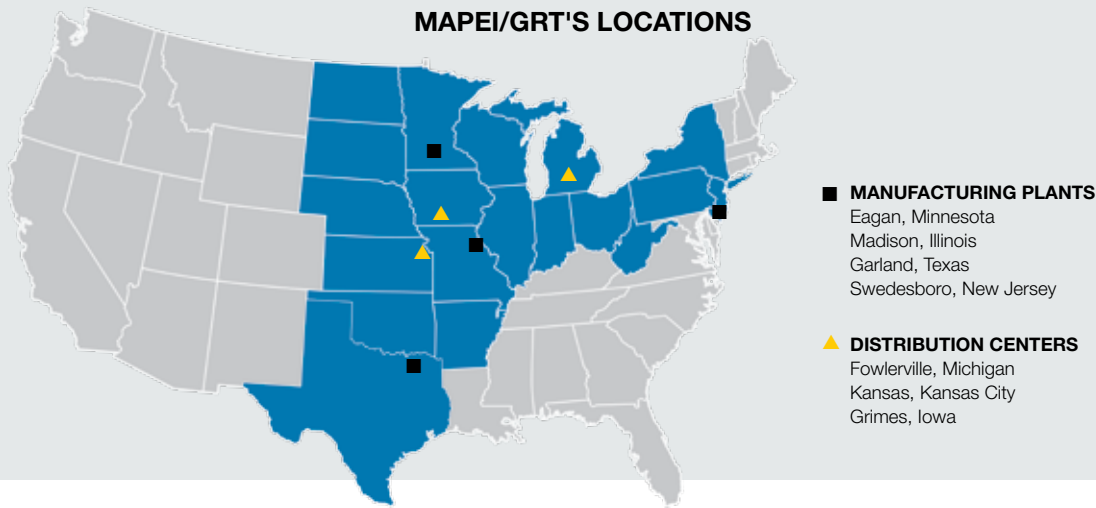 MAPEI/GRT'S LOCATIONS
MANUFACTURING PLANTS
Eagan, Minnesota
Madison, Illinois
Garland, Texas
Swedesboro, New Jersey
DISTRIBUTION CENTERS
Fowlerville, Michigan
Kansas, Kansas City
Grimes, Iowa